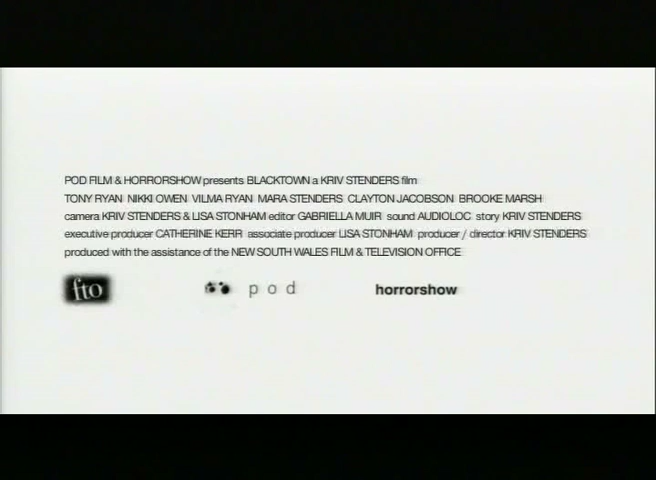 POD FILM & HORRORSHOW presents BLACKTOWN a KRIV STENDERS film
TONY RYAN NIKKI OWEN VILMA RYAN MARA STENDERS CLAYTON JACOBSON BROOKE MARSH
camera KRIV STENDERS & LISA STONHAM editor GABRIELLA MUIR sound AUDIOLOC story KRIV STENDERS
executive producer CATHERINE KERR associate producer LISA STONHAM producer / director KRIV STENDERS
produced with the assistance of the NEW SOUTH WALES FILM & TELEVISION OFFICE
fto pod horrorshow